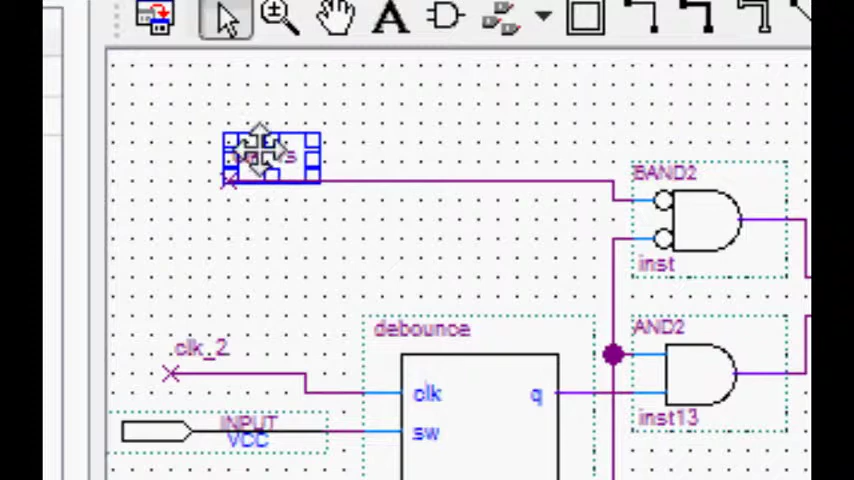 A
BAND2
inst
debounce
AND2
clk_2
clk
q
INPUT
VCC
sw
inst13